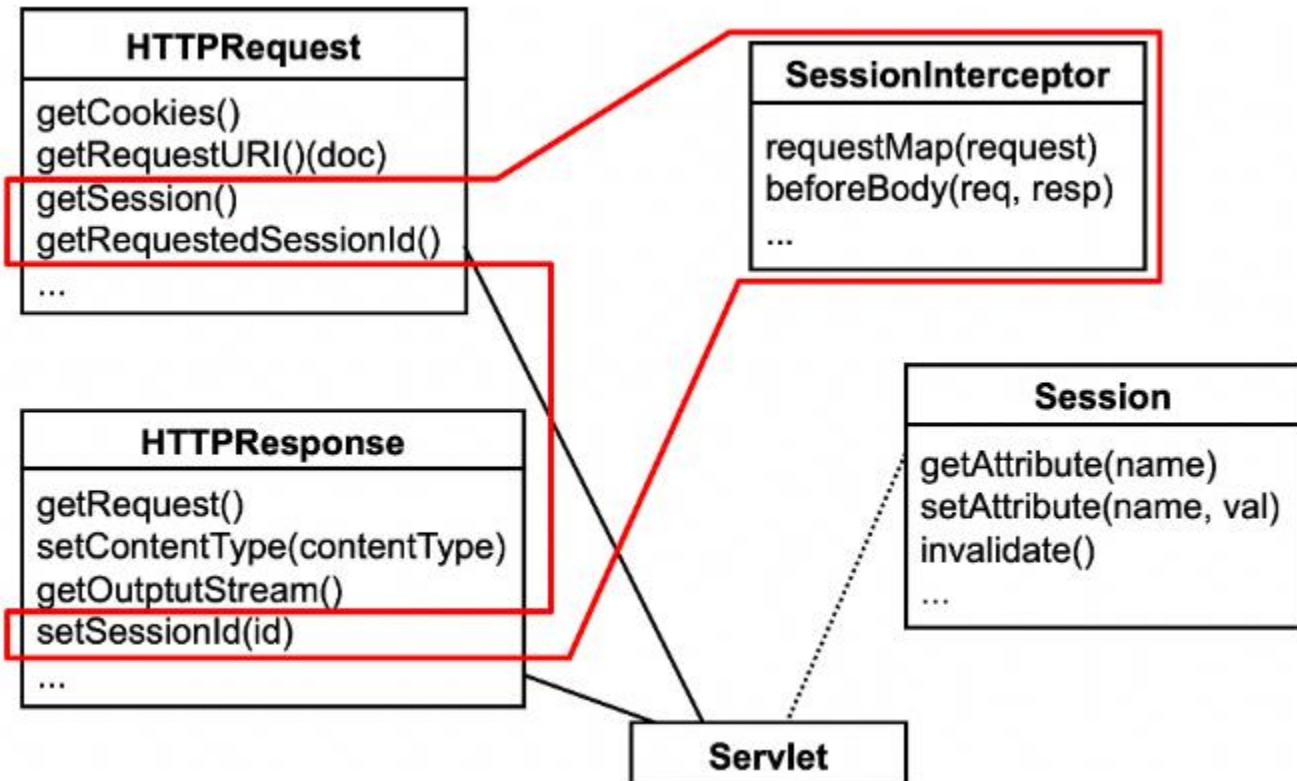 HTTPRequest
getCookies()
getRequestURI()(doc)
getSession()
getRequestedSessionId()
...
SessionInterceptor
requestMap(request)
beforeBody(req, resp)
...
HTTPResponse
getRequest()
setContentType(contentType)
getOutptutStream()
setSessionId(id)
...
Session
getAttribute(name)
setAttribute(name, val)
invalidate()
...
Servlet